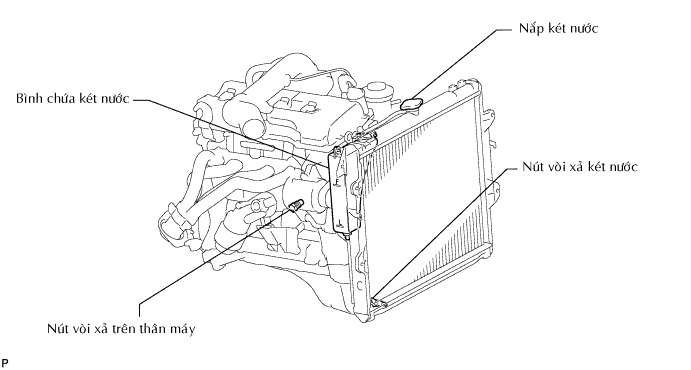 Nắp két nước
Bình chứa két nước
Nút vòi xả két nước
Nút vòi xả trên thân máy
P